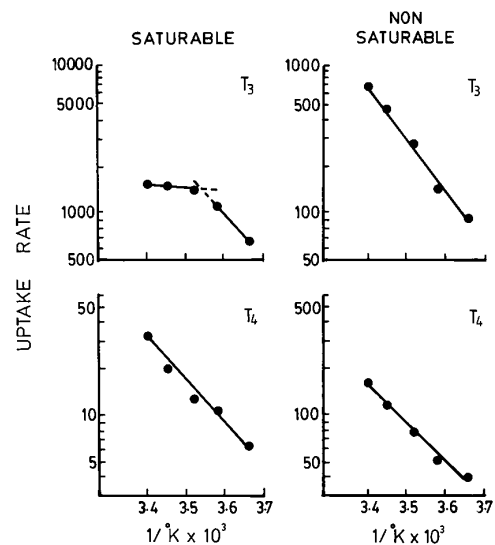 SATURABLE
NON
SATURABLE
10000
5000
1000
500
T3
1000
500
100
50
T3
UPTAKE RATE
50
10
5
T4
500
100
50
T4
3.4 3.5 3.6 3.7
3.4 3.5 3.6 3.7
1/°K x 10³
1/°K x 10³